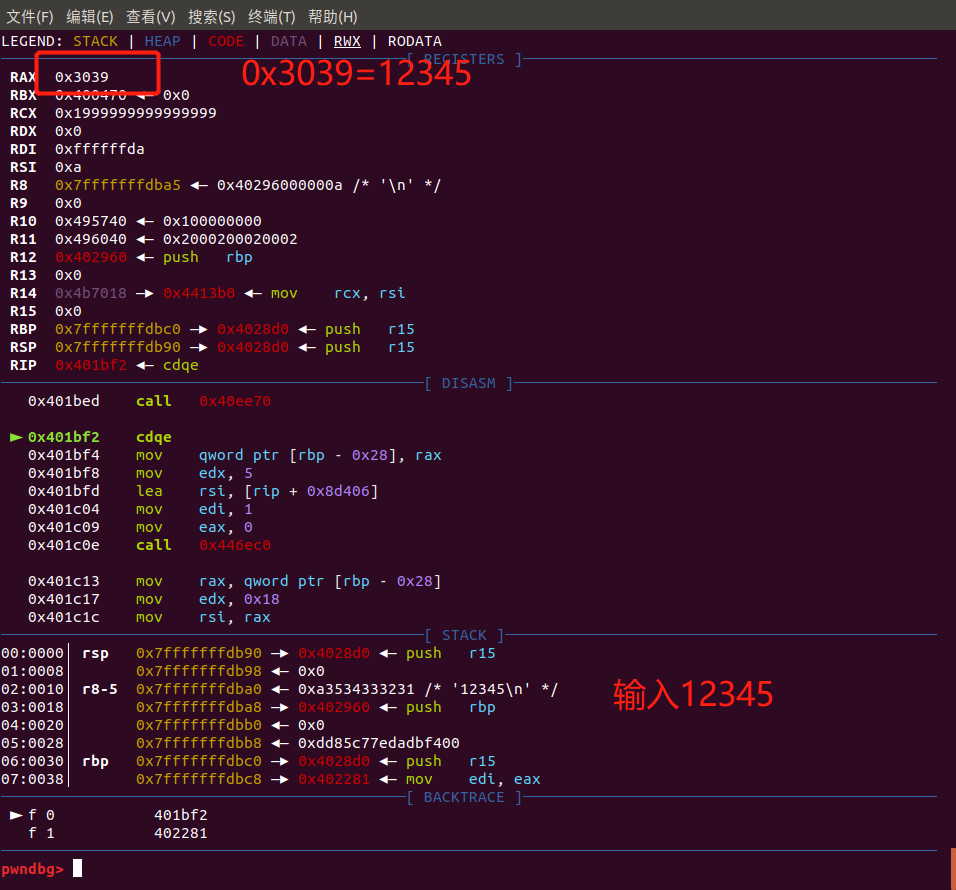 文件(F) 编辑(E) 查看(V) 搜索(S) 终端(T) 帮助(H)
LEGEND: STACK | HEAP | CODE | DATA | RWX | RODATA
[ REGISTERS ]
RAX 0x3039
0x3039=12345
RBX 0x400470 ◄— 0x0
RCX 0x1999999999999999
RDX 0x0
RDI 0xffffffda
RSI 0xa
R8 0x7fffffffdba5 ◄— 0x40296000000a /* '\n' */
R9 0x0
R10 0x495740 ◄— 0x100000000
R11 0x496040 ◄— 0x2000200020002
R12 0x402960 ◄— push rbp
R13 0x0
R14 0x4b7018 —► 0x4413b0 ◄— mov rcx, rsi
R15 0x0
RBP 0x7fffffffdbc0 —► 0x4028d0 ◄— push r15
RSP 0x7fffffffdb90 —► 0x4028d0 ◄— push r15
RIP 0x401bf2 ◄— cdqe
[ DISASM ]
0x401bed call 0x40ee70
► 0x401bf2 cdqe
0x401bf4 mov qword ptr [rbp - 0x28], rax
0x401bf8 mov edx, 5
0x401bfd lea rsi, [rip + 0x8d406]
0x401c04 mov edi, 1
0x401c09 mov eax, 0
0x401c0e call 0x446ec0
0x401c13 mov rax, qword ptr [rbp - 0x28]
0x401c17 mov edx, 0x18
0x401c1c mov rsi, rax
[ STACK ]
00:0000│ rsp 0x7fffffffdb90 —► 0x4028d0 ◄— push r15
01:0008│ 0x7fffffffdb98 ◄— 0x0
02:0010│ r8-5 0x7fffffffdba0 ◄— 0xa3534333231 /* '12345\n' */
输入12345
03:0018│ 0x7fffffffdba8 —► 0x402960 ◄— push rbp
04:0020│ 0x7fffffffdbb0 ◄— 0x0
05:0028│ 0x7fffffffdbb8 ◄— 0xdd85c77edadbf400
06:0030│ rbp 0x7fffffffdbc0 —► 0x4028d0 ◄— push r15
07:0038│ 0x7fffffffdbc8 —► 0x402281 ◄— mov edi, eax
[ BACKTRACE ]
► f 0 401bf2
f 1 402281
pwndbg>